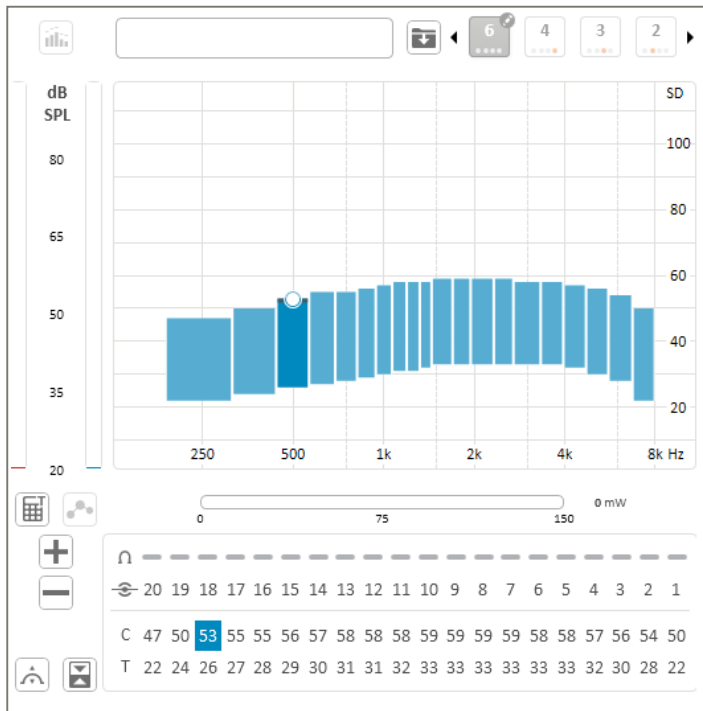 6 4 3 2
dB
SPL
80
65
50
35
20
SD
100
80
60
40
20
250 500 1k 2k 4k 8k Hz
T
0 mW
0 75 150
20 19 18 17 16 15 14 13 12 11 10 9 8 7 6 5 4 3 2 1
C 47 50 53 55 55 56 57 58 58 58 59 59 59 59 58 58 57 56 54 50
T 22 24 26 27 28 29 30 31 31 32 33 33 33 33 33 33 32 30 28 22